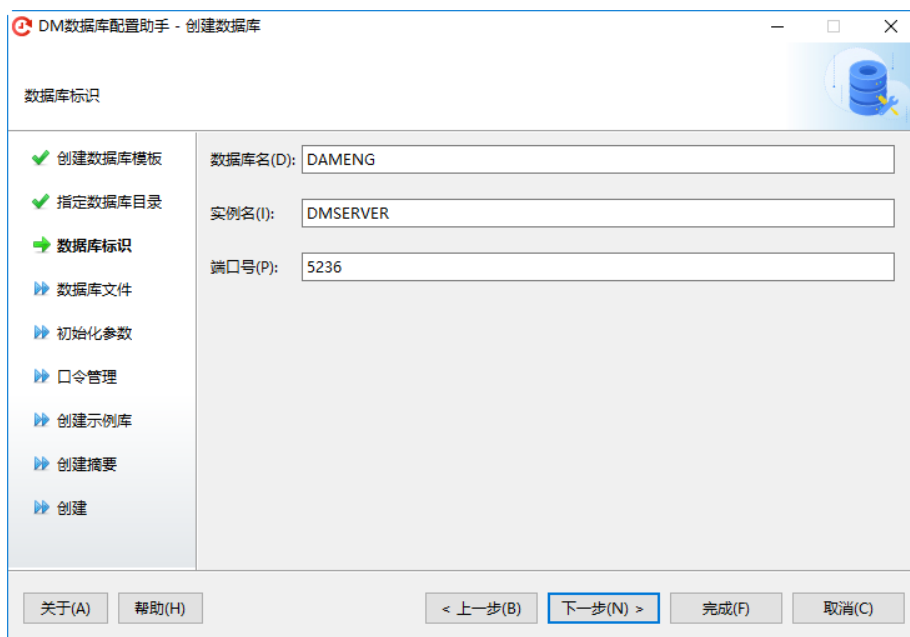 DM数据库配置助手 - 创建数据库
数据库标识
创建数据库模板
指定数据库目录
数据库标识
数据库文件
初始化参数
口令管理
创建示例库
创建摘要
创建
数据库名(D): DAMENG
实例名(I): DMSERVER
端口号(P): 5236
关于(A) 帮助(H) < 上一步(B) 下一步(N) > 完成(F) 取消(C)